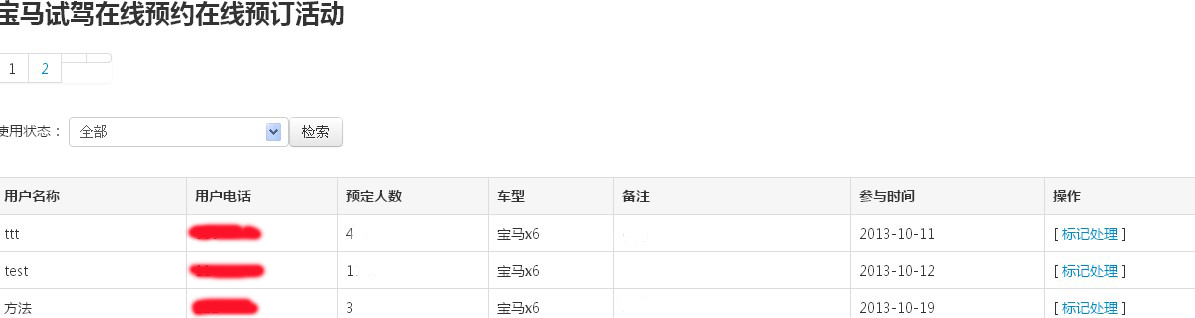 宝马试驾在线预约在线预订活动
1 2
使用状态： 全部 检索
用户名称 用户电话 预定人数 车型 备注 参与时间 操作
ttt 4 宝马x6 2013-10-11 [ 标记处理 ]
test 1 宝马x6 2013-10-12 [ 标记处理 ]
方法 3 宝马x6 2013-10-19 [ 标记处理 ]